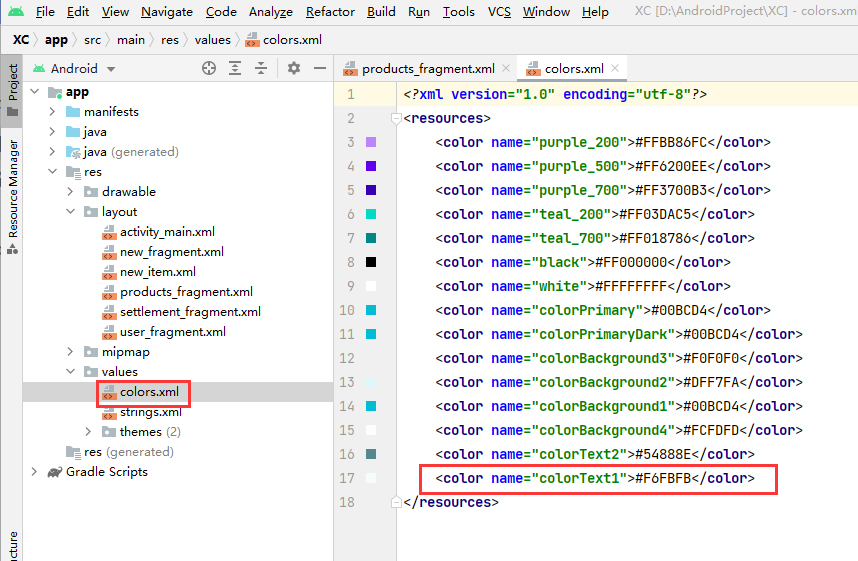 File Edit View Navigate Code Analyze Refactor Build Run Tools VCS Window Help XC [D:\AndroidProject\XC] - colors.xm
XC app src main res values colors.xml
Project
Resource Manager
cture
Android
app
manifests
java
java (generated)
res
drawable
layout
activity_main.xml
new_fragment.xml
new_item.xml
products_fragment.xml
settlement_fragment.xml
user_fragment.xml
mipmap
values
colors.xml
strings.xml
themes (2)
res (generated)
Gradle Scripts
products_fragment.xml colors.xml
1 <?xml version="1.0" encoding="utf-8"?>
2 <resources>
3 <color name="purple_200">#FFBB86FC</color>
4 <color name="purple_500">#FF6200EE</color>
5 <color name="purple_700">#FF3700B3</color>
6 <color name="teal_200">#FF03DAC5</color>
7 <color name="teal_700">#FF018786</color>
8 <color name="black">#FF000000</color>
9 <color name="white">#FFFFFFFF</color>
10 <color name="colorPrimary">#00BCD4</color>
11 <color name="colorPrimaryDark">#00BCD4</color>
12 <color name="colorBackground3">#F0F0F0</color>
13 <color name="colorBackground2">#DFF7FA</color>
14 <color name="colorBackground1">#00BCD4</color>
15 <color name="colorBackground4">#FCFDFD</color>
16 <color name="colorText2">#54888E</color>
17 <color name="colorText1">#F6FBFB</color>
18 </resources>